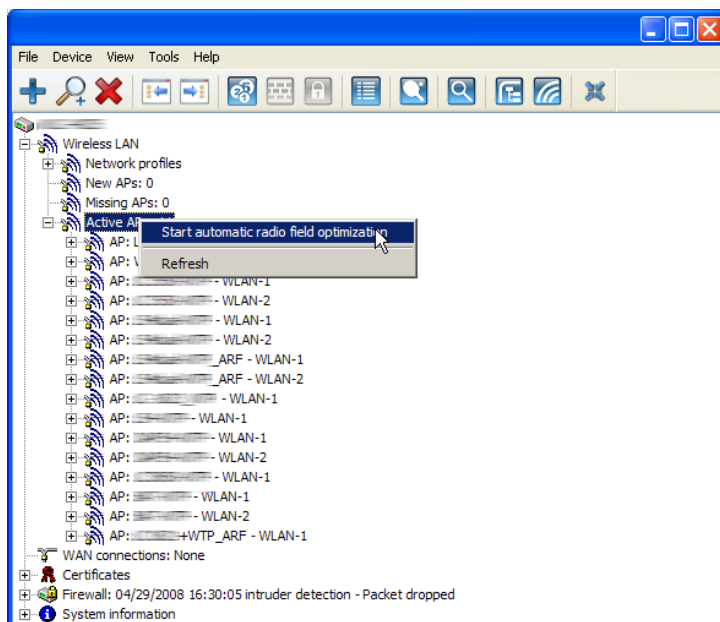 File Device View Tools Help
Wireless LAN
Network profiles
New APs: 0
Missing APs: 0
Active
Start automatic radio field optimization
AP:
AP:
Refresh
AP: - WLAN-1
AP: - WLAN-2
AP: - WLAN-1
AP: - WLAN-2
AP: _ARF - WLAN-1
AP: _ARF - WLAN-2
AP: - WLAN-1
AP: - WLAN-1
AP: - WLAN-1
AP: - WLAN-2
AP: - WLAN-1
AP: - WLAN-1
AP: - WLAN-2
AP: +WTP_ARF - WLAN-1
WAN connections: None
Certificates
Firewall: 04/29/2008 16:30:05 intruder detection - Packet dropped
System information